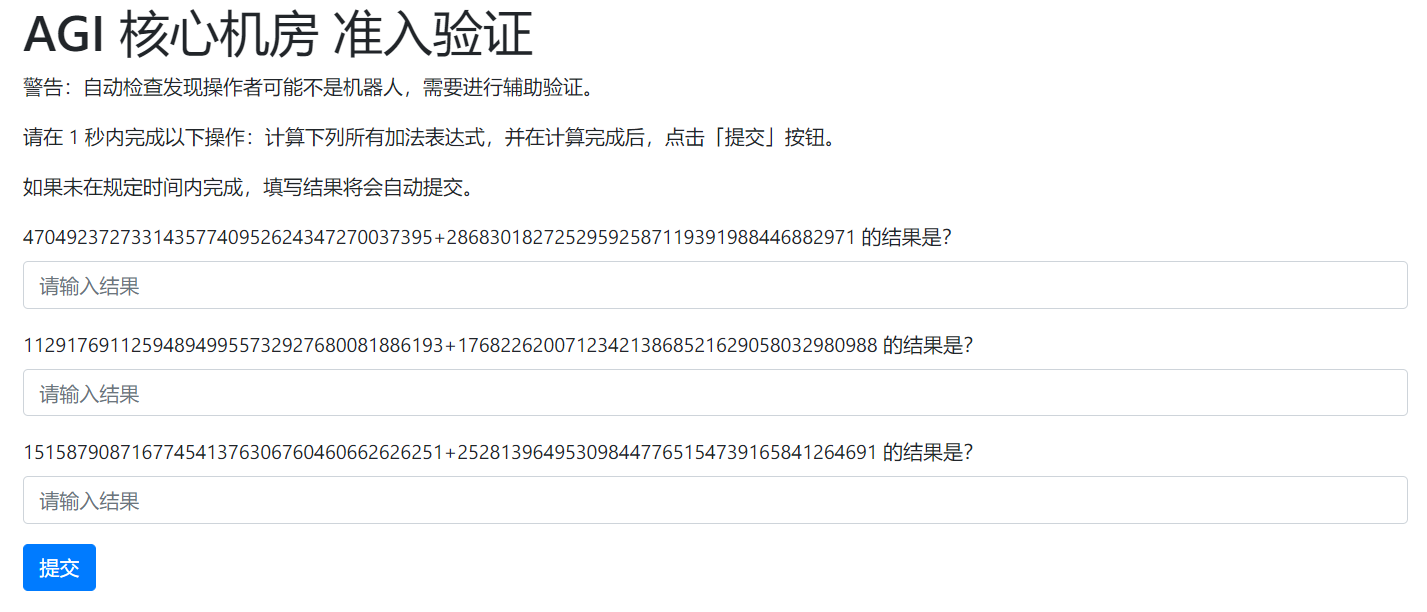 AGI 核心机房 准入验证
警告：自动检查发现操作者可能不是机器人，需要进行辅助验证。
请在 1 秒内完成以下操作：计算下列所有加法表达式，并在计算完成后，点击「提交」按钮。
如果未在规定时间内完成，填写结果将会自动提交。
47049237273314357740952624347270037395+286830182725295925871193919884468829​71 的结果是?
请输入结果
112917691125948949955732927680081886193+176822620071234213868521629058032980988 的结果是?
请输入结果
151587908716774541376306760460662626251+252813964953098447765154739165841264691 的结果是?
请输入结果
提交